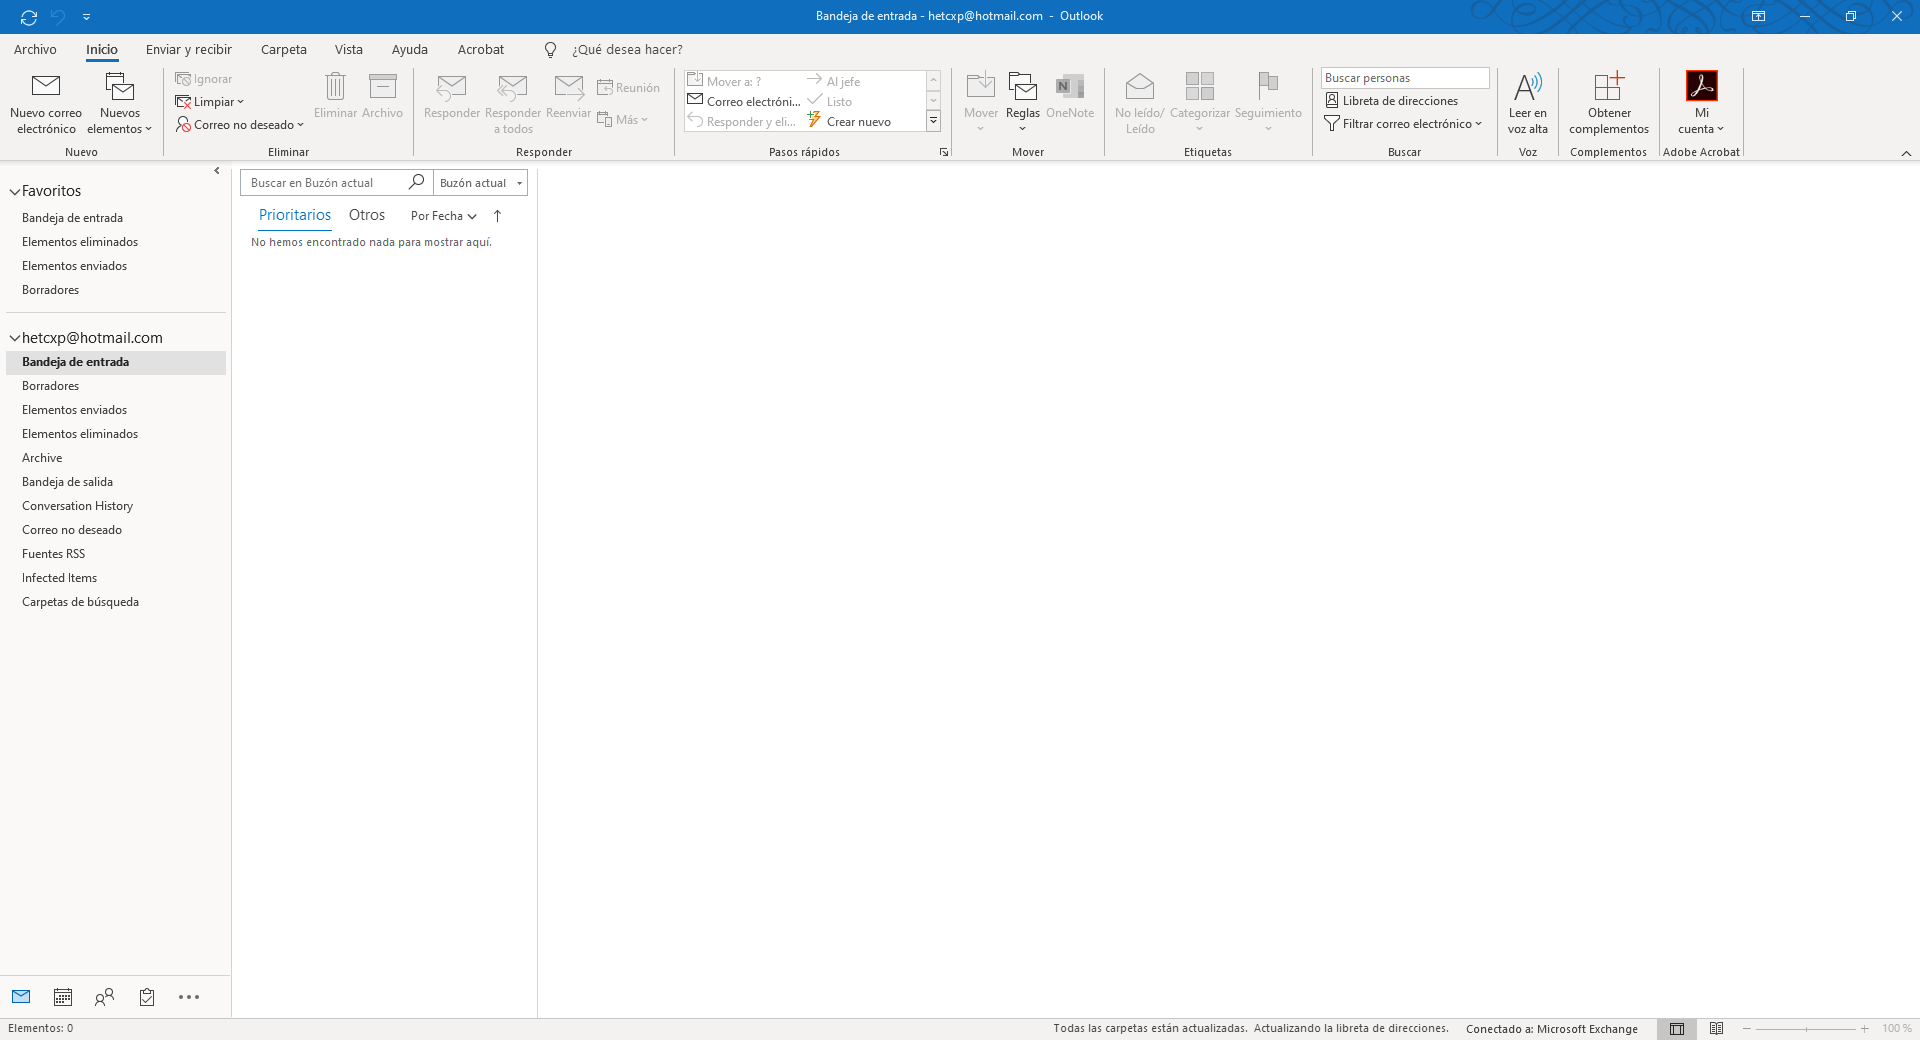 Bandeja de entrada - hetcxp@hotmail.com - Outlook
Archivo
Inicio
Enviar y recibir
Carpeta
Vista
Ayuda
Acrobat
¿Qué desea hacer?
Nuevo correo
electrónico
Nuevos
elementos
Nuevo
Ignorar
Limpiar
Correo no deseado
Eliminar
Archivo
Eliminar
Responder
Responder
a todos
Reenviar
Reunión
Más
Responder
Mover a: ?
Correo electróni...
Responder y eli...
Al jefe
Listo
Crear nuevo
Pasos rápidos
Mover
Reglas
OneNote
Mover
No leído/
Leído
Categorizar
Seguimiento
Etiquetas
Buscar personas
Libreta de direcciones
Filtrar correo electrónico
Buscar
Leer en
voz alta
Voz
Obtener
complementos
Complementos
Mi
cuenta
Adobe Acrobat
Favoritos
Bandeja de entrada
Elementos eliminados
Elementos enviados
Borradores
hetcxp@hotmail.com
Bandeja de entrada
Borradores
Elementos enviados
Elementos eliminados
Archive
Bandeja de salida
Conversation History
Correo no deseado
Fuentes RSS
Infected Items
Carpetas de búsqueda
Buscar en Buzón actual
Buzón actual
Prioritarios
Otros
Por Fecha
No hemos encontrado nada para mostrar aquí.
Elementos: 0
Todas las carpetas están actualizadas. Actualizando la libreta de direcciones.
Conectado a: Microsoft Exchange
100 %